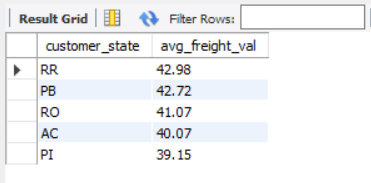 Result Grid Filter Rows:
customer_state avg_freight_val
RR 42.98
PB 42.72
RO 41.07
AC 40.07
PI 39.15